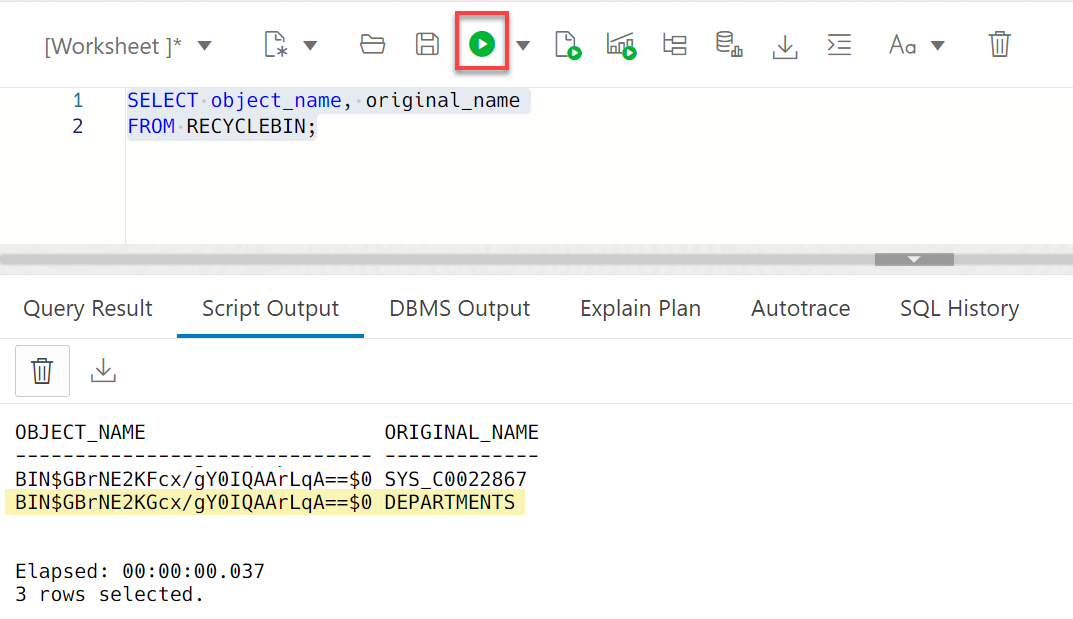 [Worksheet ]*
Aa
1 SELECT object_name, original_name
2 FROM RECYCLEBIN;
Query Result Script Output DBMS Output Explain Plan Autotrace SQL History
OBJECT_NAME ORIGINAL_NAME
------------------------------ -------------
BIN$GBrNE2KFcx/gY0IQAArLqA==$0 SYS_C0022867
BIN$GBrNE2KGcx/gY0IQAArLqA==$0 DEPARTMENTS
Elapsed: 00:00:00.037
3 rows selected.